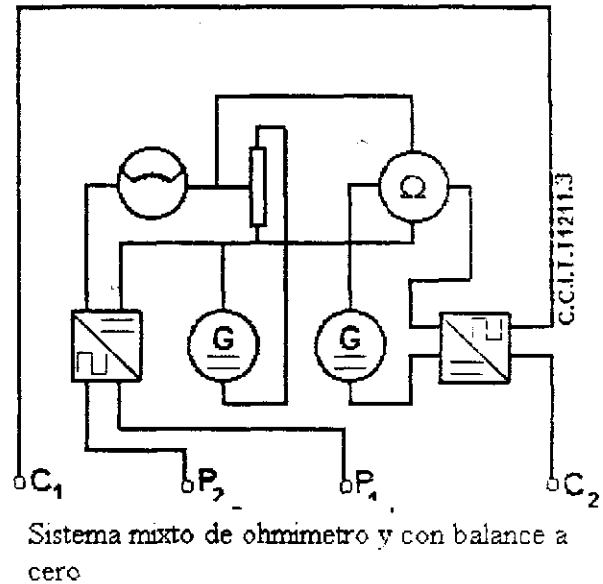 Ω
C.C.I.T.T 1211.3
G
G
C1
P2
P1
C2
Sistema mixto de ohmimetro y con balance a
cero